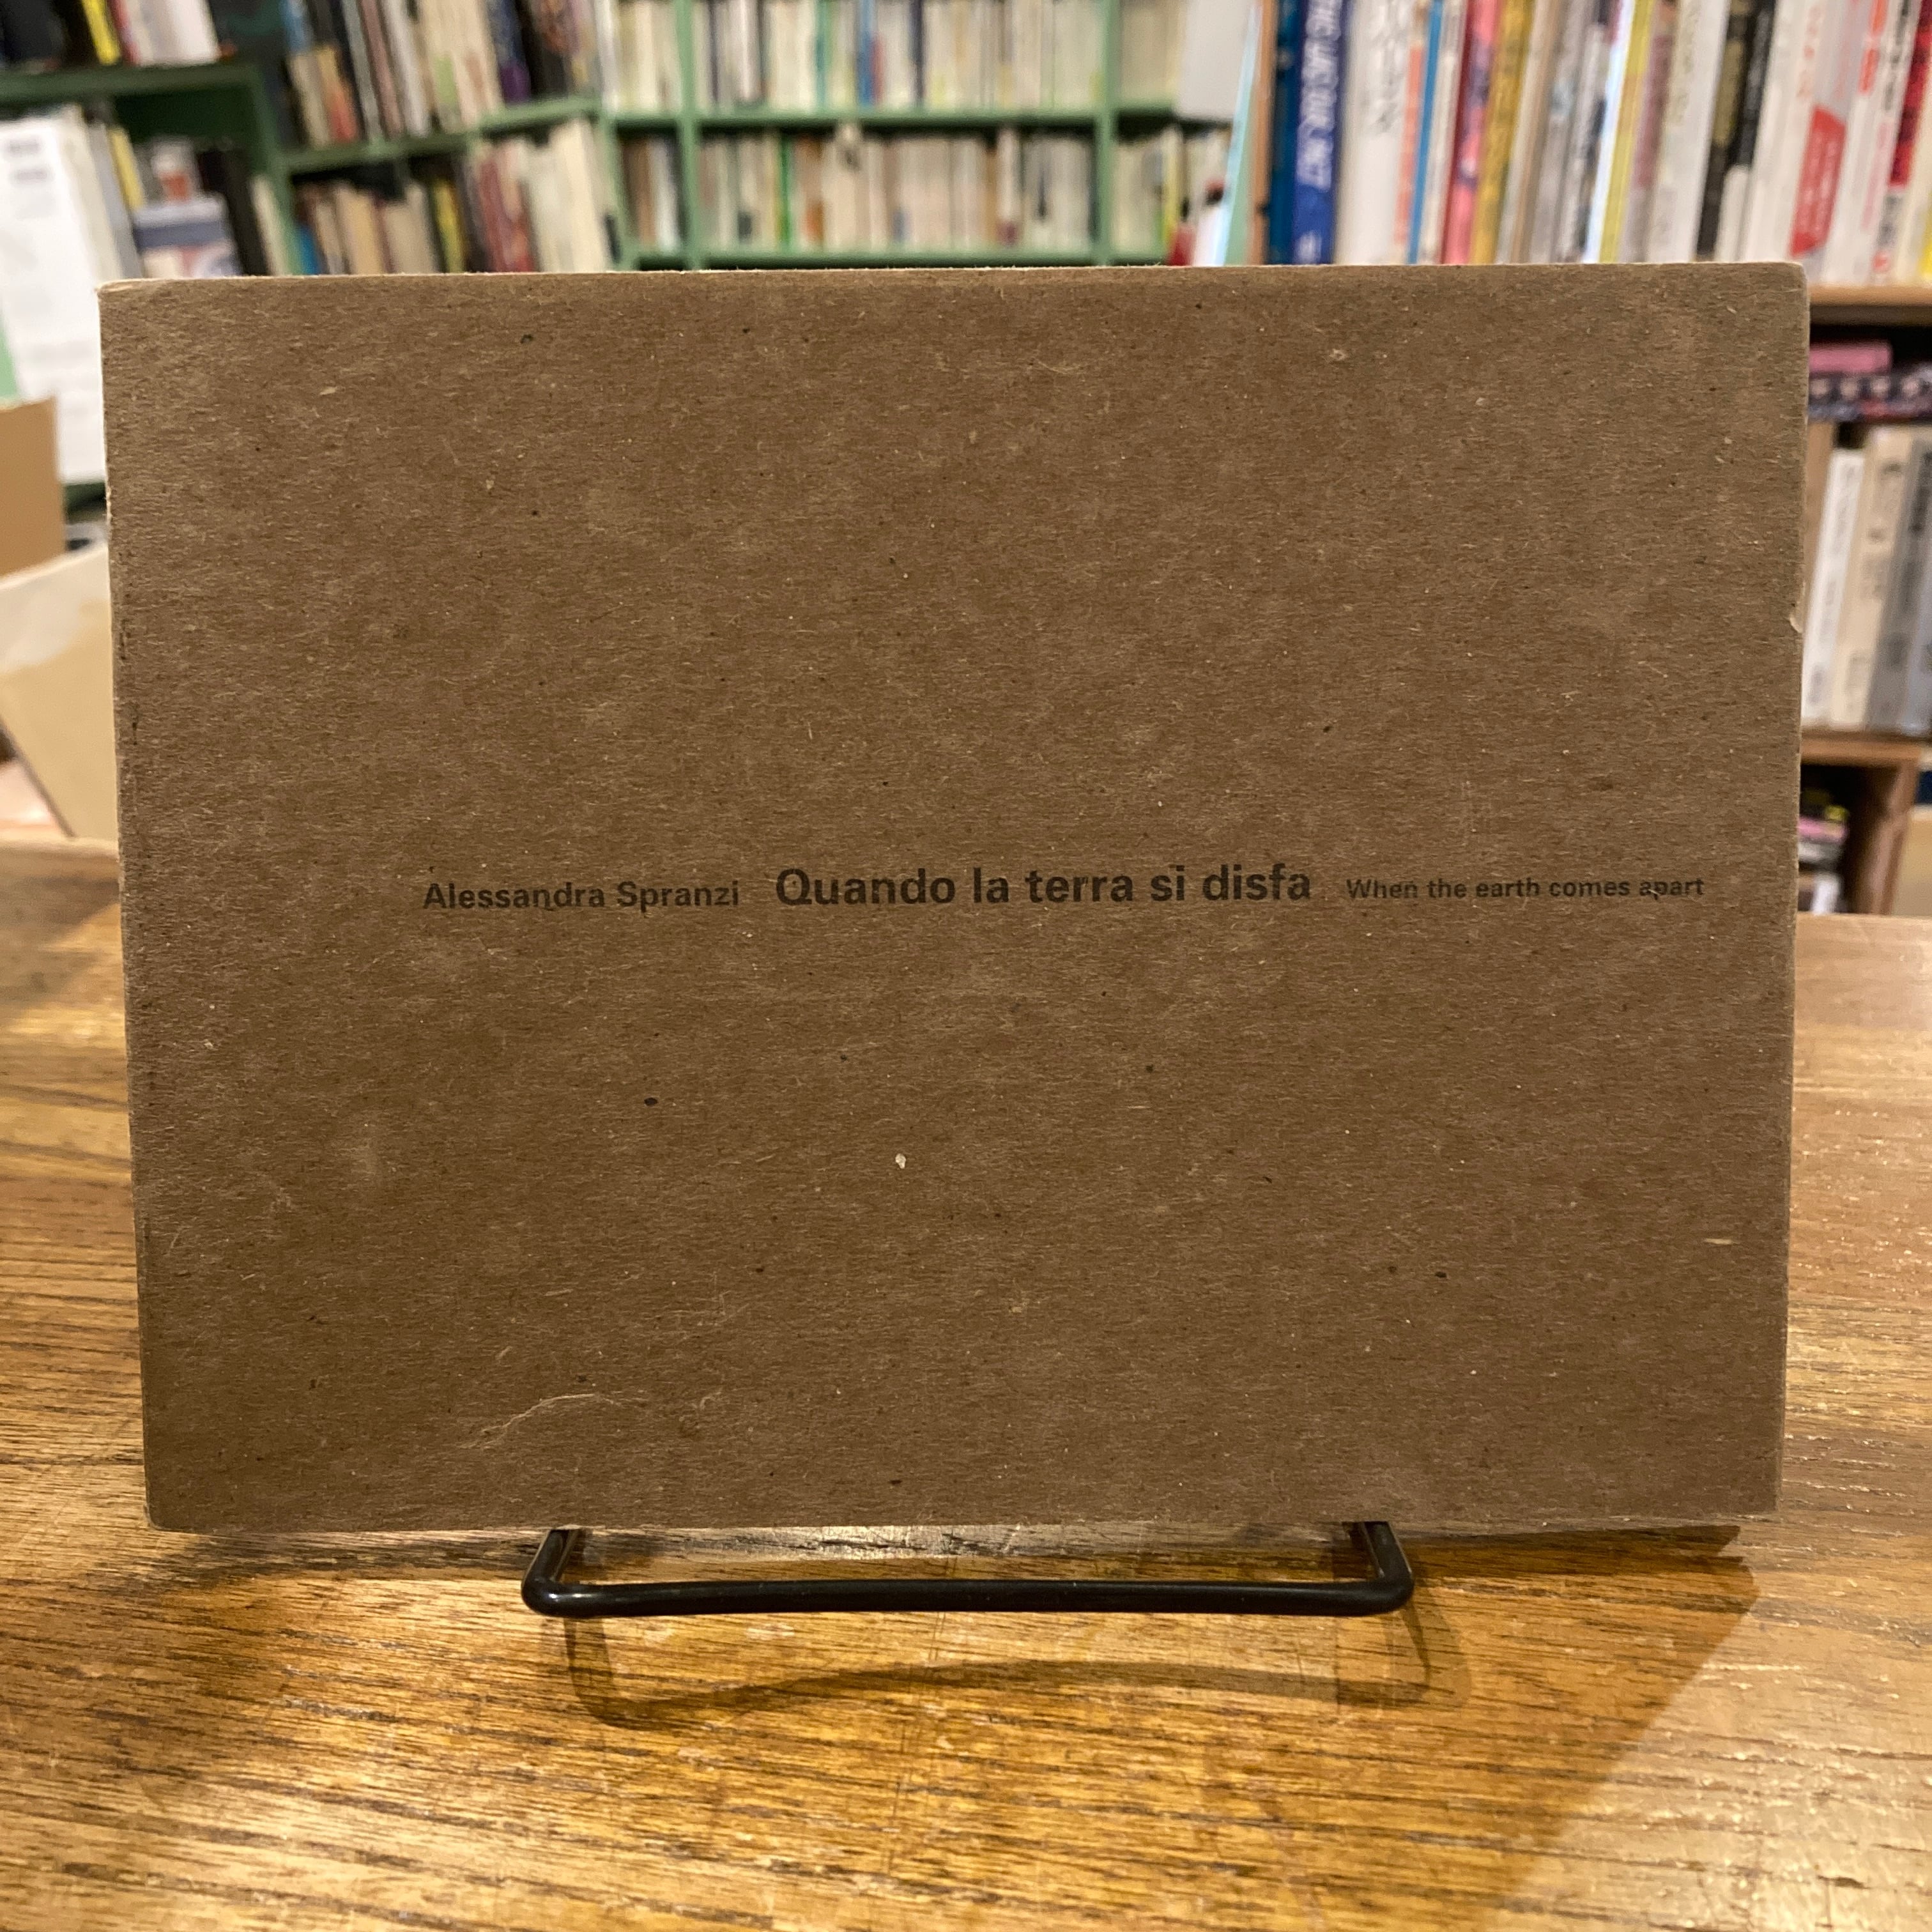 Alessandra Spranzi Quando la terra si disfa When the earth comes apart